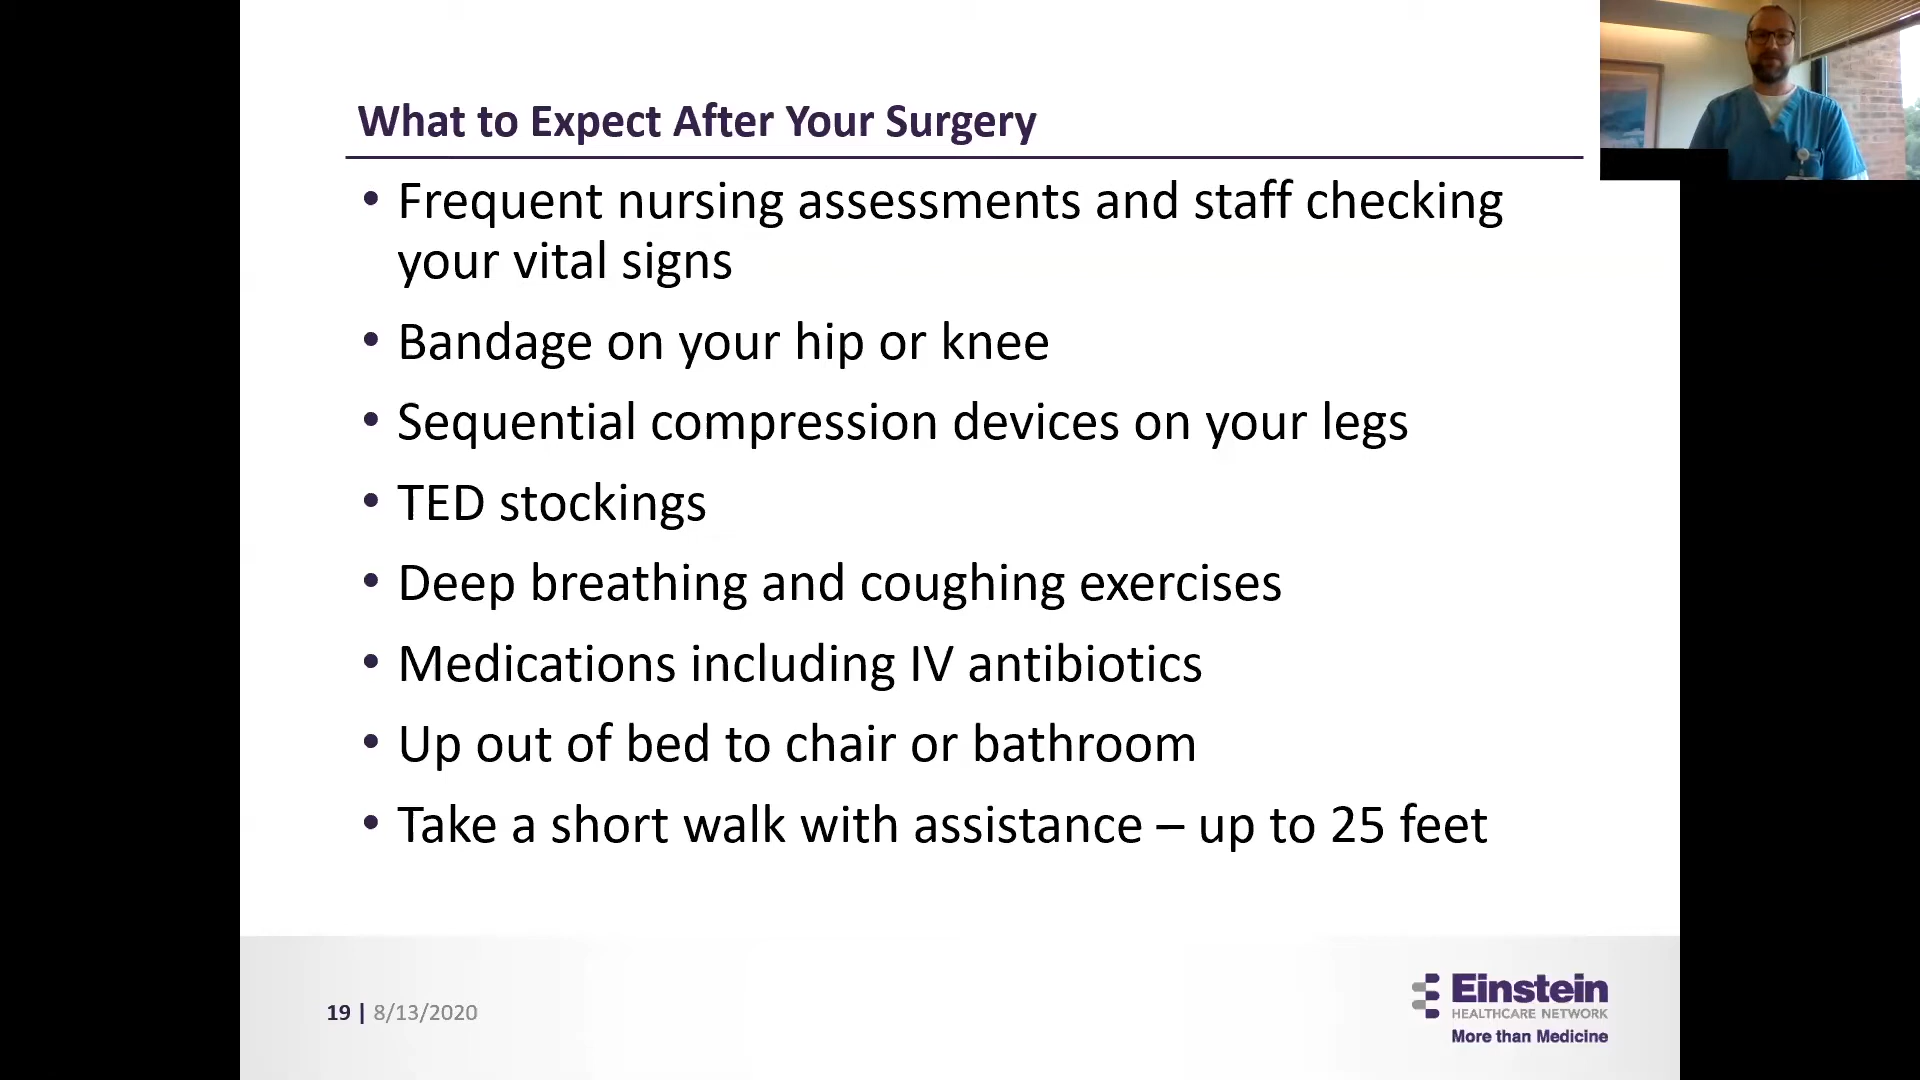 What to Expect After Your Surgery
• Frequent nursing assessments and staff checking
your vital signs
• Bandage on your hip or knee
• Sequential compression devices on your legs
• TED stockings
• Deep breathing and coughing exercises
• Medications including IV antibiotics
• Up out of bed to chair or bathroom
• Take a short walk with assistance – up to 25 feet
19 | 8/13/2020
Einstein
HEALTHCARE NETWORK
More than Medicine